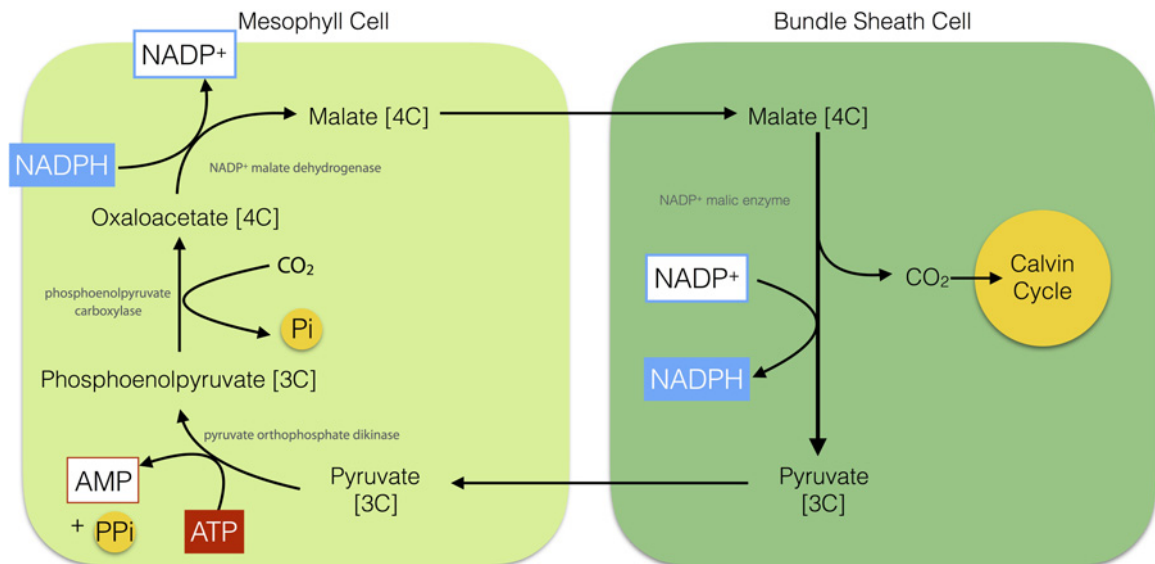 Mesophyll Cell
Bundle Sheath Cell
NADP⁺
Malate [4C]
Malate [4C]
NADPH
NADP⁺ malate dehydrogenase
NADP⁺ malic enzyme
Oxaloacetate [4C]
CO₂
phosphoenolpyruvate
carboxylase
Pi
NADP⁺
CO₂
Calvin
Cycle
Phosphoenolpyruvate [3C]
NADPH
pyruvate orthophosphate dikinase
AMP
+ PPi
ATP
Pyruvate
[3C]
Pyruvate
[3C]